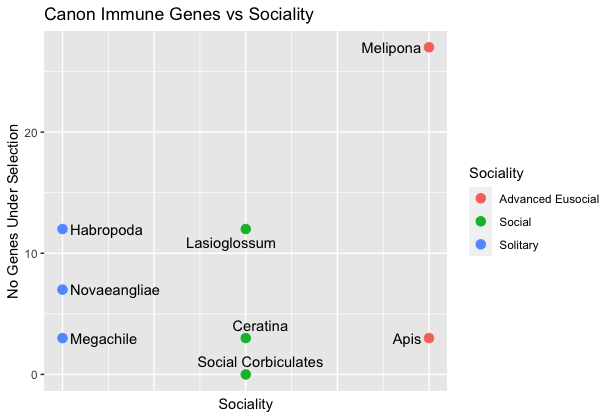 Canon Immune Genes vs Sociality
No Genes Under Selection
20
10
0
Melipona
Habropoda
Lasioglossum
Novaeangliae
Ceratina
Megachile
Apis
Social Corbiculates
Sociality
Sociality
Advanced Eusocial
Social
Solitary